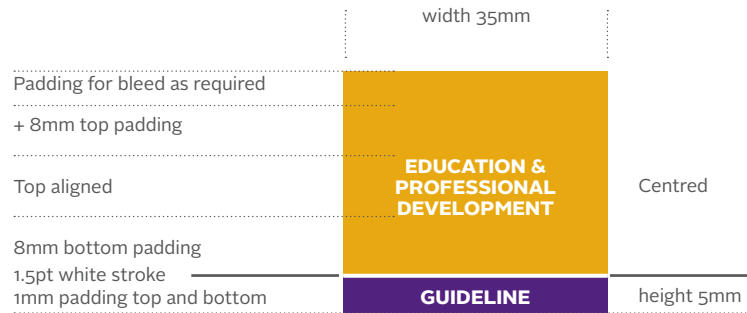 width 35mm
Padding for bleed as required
+ 8mm top padding
EDUCATION &
PROFESSIONAL
DEVELOPMENT
Top aligned
Centred
8mm bottom padding
1.5pt white stroke
1mm padding top and bottom
GUIDELINE
height 5mm